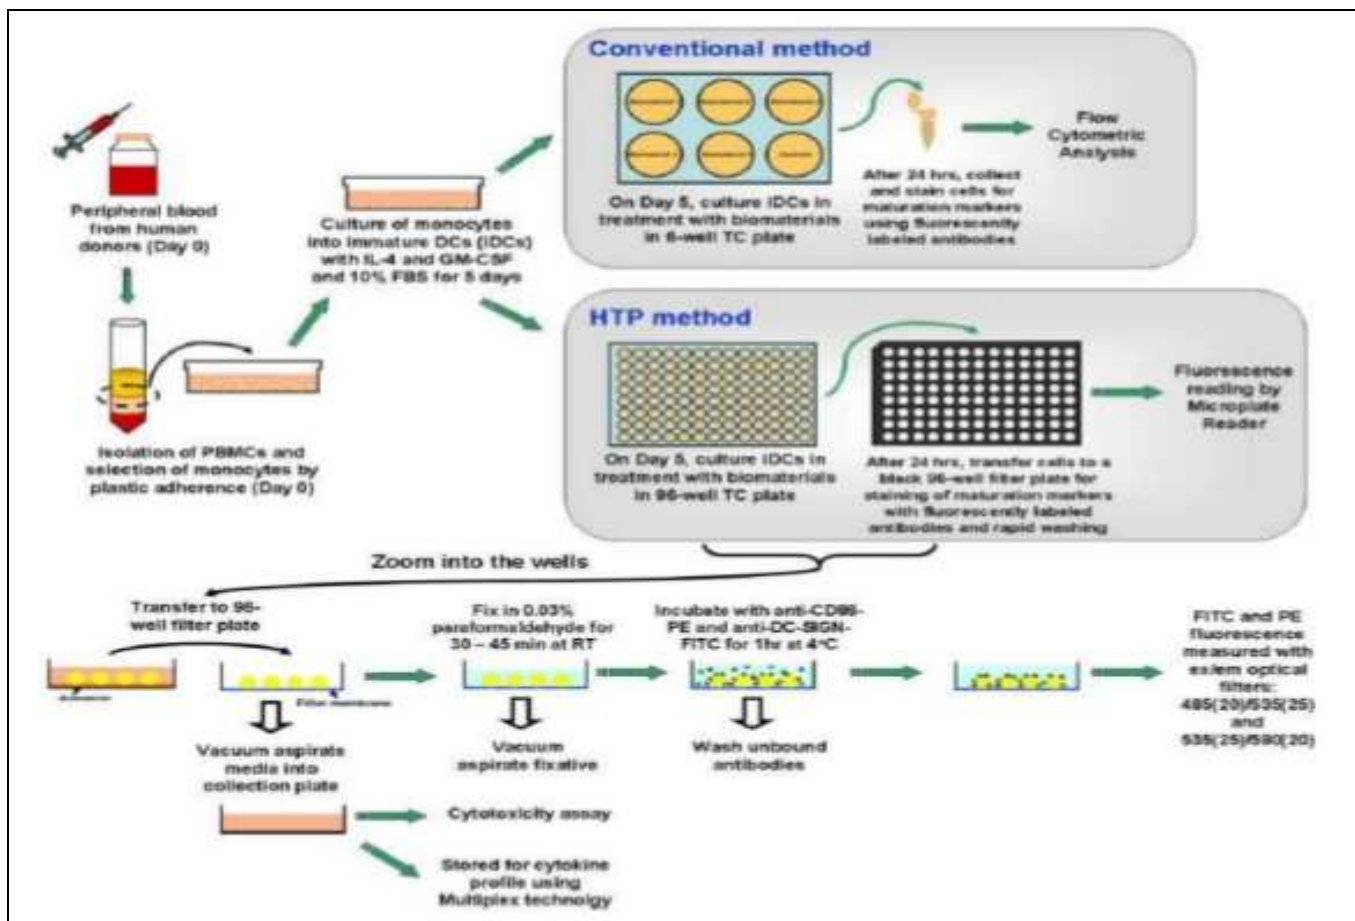 Conventional method
Peripheral blood
from human
donors (Day 0)
Culture of monocytes
into immature DCs (iDCs)
with IL-4 and GM-CSF
and 10% FBS for 5 days
On Day 5, culture iDCs in
treatment with biomaterials
in 6-well TC plate
After 24 hrs, collect
and stain cells for
maturation markers
using fluorescently
labeled antibodies
Flow
Cytometric
Analysis
Isolation of PBMCs and
selection of monocytes by
plastic adherence (Day 0)
HTP method
On Day 5, culture iDCs in
treatment with biomaterials
in 96-well TC plate
After 24 hrs, transfer cells to a
black 96-well filter plate for
staining of maturation markers
with fluorescently labeled
antibodies and rapid washing
Fluorescence
reading by
Microplate
Reader
Zoom into the wells
Transfer to 96-
well filter plate
Filter membrane
Fix in 0.03%
paraformaldehyde for
30 – 45 min at RT
Incubate with anti-CD86-
PE and anti-DC-SIGN-
FITC for 1hr at 4°C
FITC and PE
fluorescence
measured with
ex/em optical
filters:
485(20)/535(25)
and
535(25)/590(20)
Vacuum aspirate
media into
collection plate
Vacuum
aspirate fixative
Wash unbound
antibodies
Cytotoxicity assay
Stored for cytokine
profile using
Multiplex technolgy